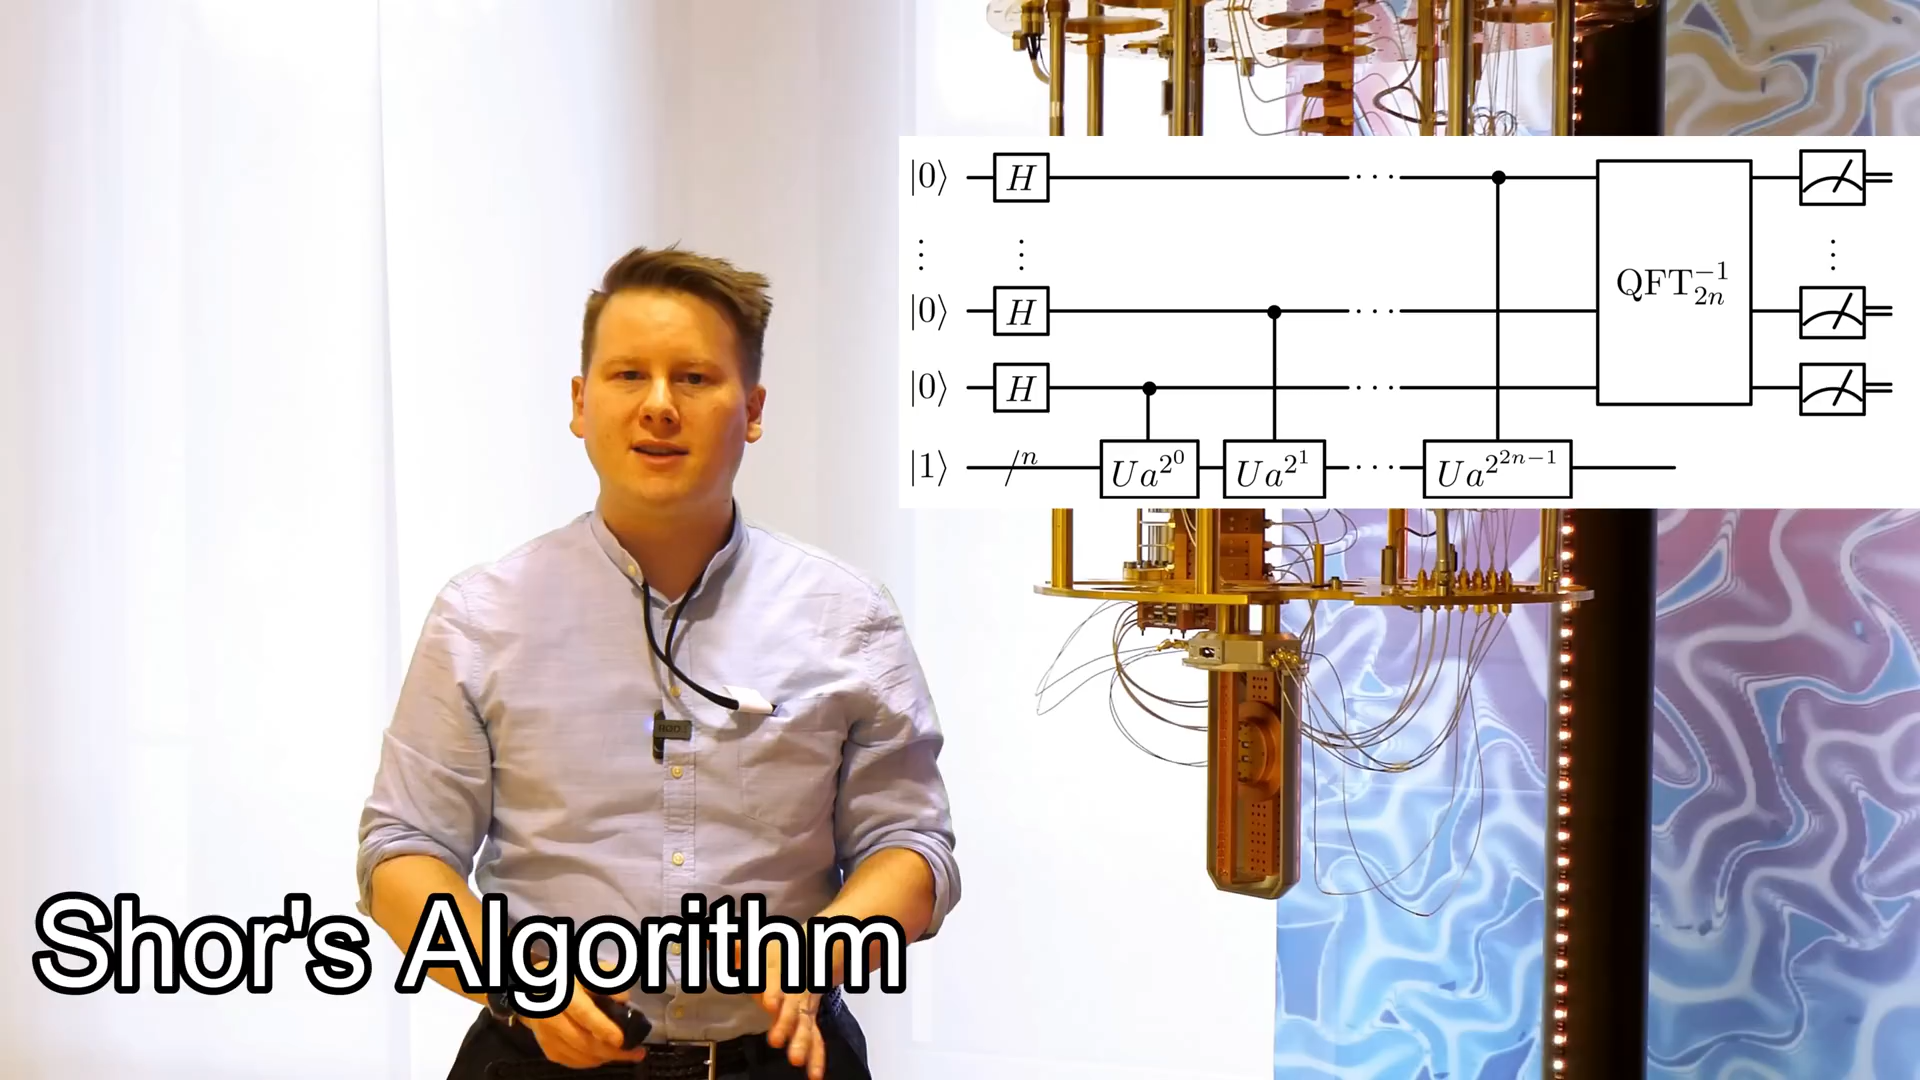 |0⟩ H
|0⟩ H QFT_{2n}^{-1}
|0⟩ H
|1⟩ /n Ua^{2^0} Ua^{2^1} Ua^{2^{2n-1}}
Shor's Algorithm